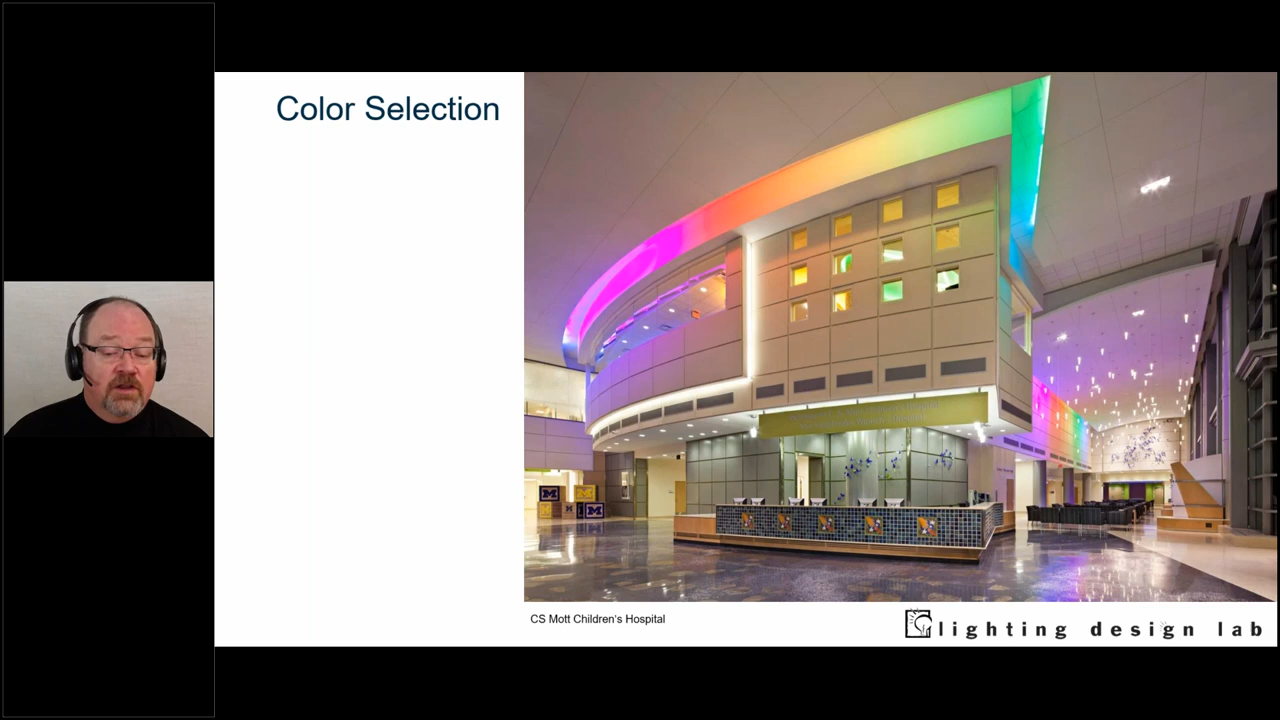 Color Selection
M
M
M
CS Mott Children's Hospital
lighting design lab